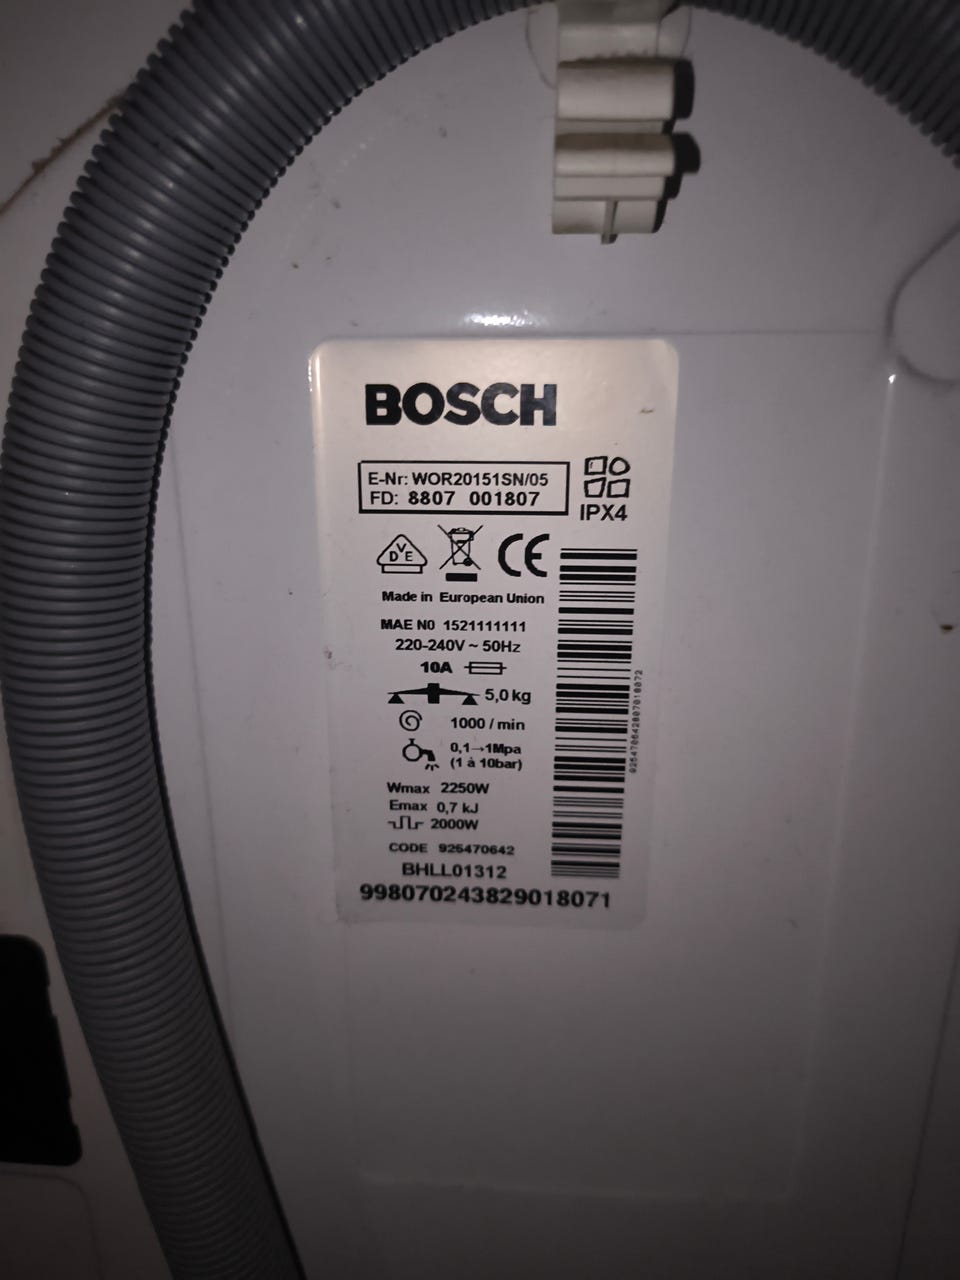 BOSCH
E-Nr: WOR20151SN/05
FD: 8807 001807
IPX4
DVE
CE
Made in European Union
MAE N0 1521111111
220-240V ~ 50Hz
10A
5,0 kg
1000 / min
0,1→1Mpa
(1 à 10bar)
Wmax 2250W
Emax 0,7 kJ
2000W
CODE 925470642
BHLL01312
998070243829018071